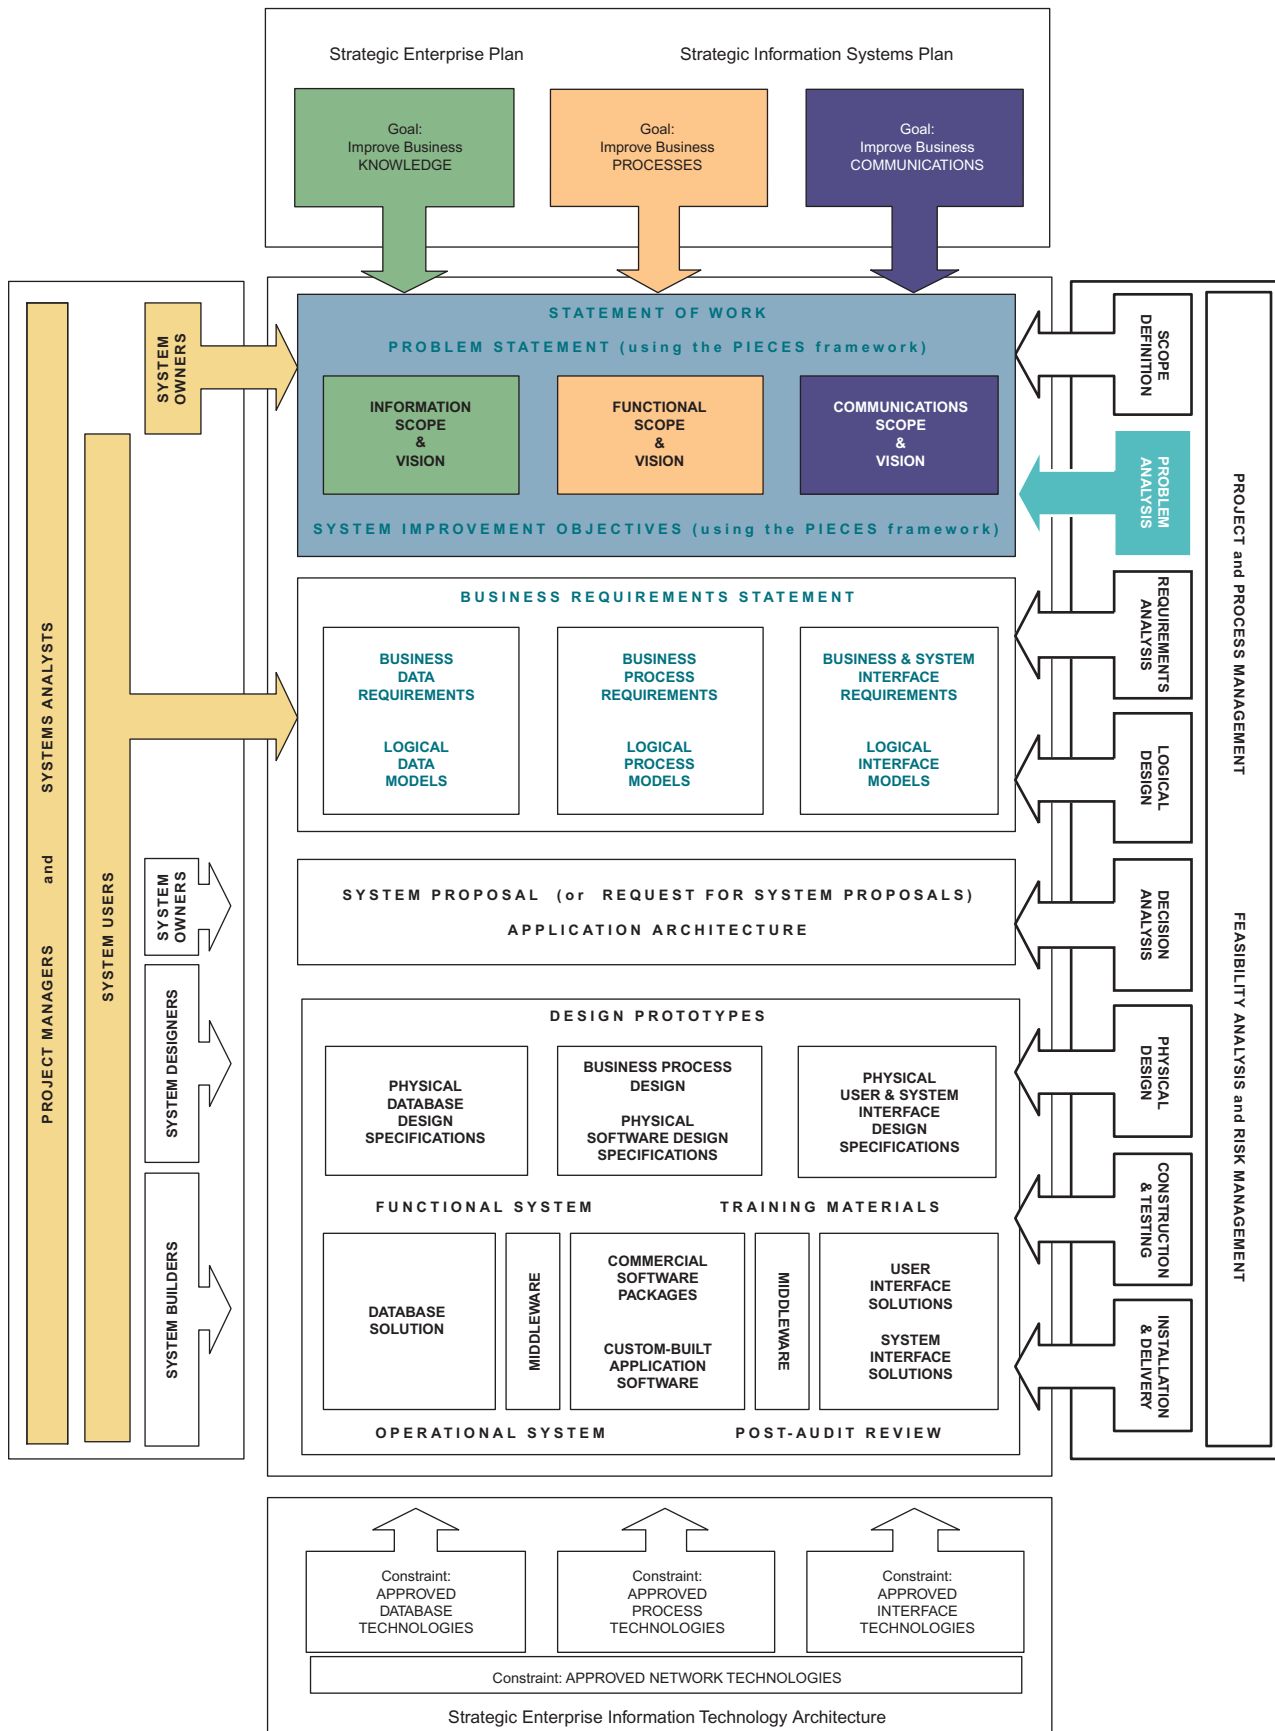 Strategic Enterprise Plan
Strategic Information Systems Plan
Goal:
Improve Business
KNOWLEDGE
Goal:
Improve Business
PROCESSES
Goal:
Improve Business
COMMUNICATIONS
SYSTEMS ANALYSTS
and
PROJECT MANAGERS
SYSTEM USERS
SYSTEM
OWNERS
SYSTEM
OWNERS
SYSTEM DESIGNERS
SYSTEM BUILDERS
STATEMENT OF WORK
PROBLEM STATEMENT (using the PIECES framework)
INFORMATION
SCOPE
&
VISION
FUNCTIONAL
SCOPE
&
VISION
COMMUNICATIONS
SCOPE
&
VISION
SYSTEM IMPROVEMENT OBJECTIVES (using the PIECES framework)
BUSINESS REQUIREMENTS STATEMENT
BUSINESS
DATA
REQUIREMENTS
LOGICAL
DATA
MODELS
BUSINESS
PROCESS
REQUIREMENTS
LOGICAL
PROCESS
MODELS
BUSINESS & SYSTEM
INTERFACE
REQUIREMENTS
LOGICAL
INTERFACE
MODELS
SYSTEM PROPOSAL (or REQUEST FOR SYSTEM PROPOSALS)
APPLICATION ARCHITECTURE
DESIGN PROTOTYPES
PHYSICAL
DATABASE
DESIGN
SPECIFICATIONS
BUSINESS PROCESS
DESIGN
PHYSICAL
SOFTWARE DESIGN
SPECIFICATIONS
PHYSICAL
USER & SYSTEM
INTERFACE
DESIGN
SPECIFICATIONS
FUNCTIONAL SYSTEM
TRAINING MATERIALS
DATABASE
SOLUTION
MIDDLEWARE
COMMERCIAL
SOFTWARE
PACKAGES
CUSTOM-BUILT
APPLICATION
SOFTWARE
MIDDLEWARE
USER
INTERFACE
SOLUTIONS
SYSTEM
INTERFACE
SOLUTIONS
OPERATIONAL SYSTEM
POST-AUDIT REVIEW
SCOPE
DEFINITION
PROBLEM
ANALYSIS
REQUIREMENTS
ANALYSIS
LOGICAL
DESIGN
DECISION
ANALYSIS
PHYSICAL
DESIGN
CONSTRUCTION
& TESTING
INSTALLATION
& DELIVERY
PROJECT and PROCESS MANAGEMENT
FEASIBILITY ANALYSIS and RISK MANAGEMENT
Constraint:
APPROVED
DATABASE
TECHNOLOGIES
Constraint:
APPROVED
PROCESS
TECHNOLOGIES
Constraint:
APPROVED
INTERFACE
TECHNOLOGIES
Constraint: APPROVED NETWORK TECHNOLOGIES
Strategic Enterprise Information Technology Architecture